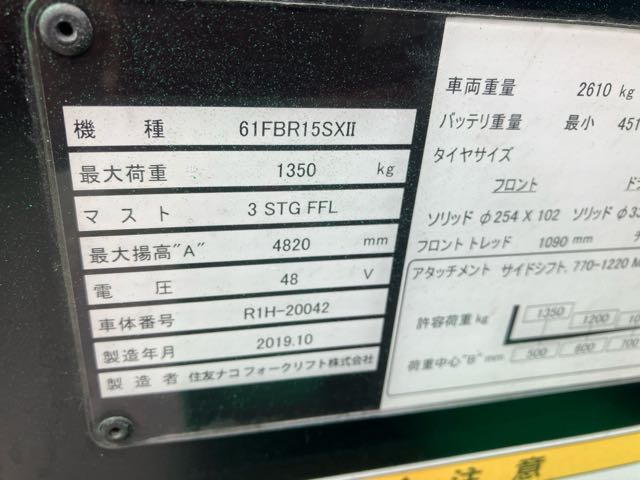 機 種 61FBR15SXII
最大荷重 1350 kg
マスト 3 STG FFL
最大揚高"A" 4820 mm
電 圧 48 V
車体番号 R1H-20042
製造年月 2019.10
製造者 住友ナコ フォークリフト株式会社
車両重量 2610 kg
バッテリ重量 最小 451
タイヤサイズ
フロント ド
ソリッド φ254 X 102 ソリッド φ33
フロントトレッド 1090 mm
アタッチメント サイドシフト, 770-1220 M
許容荷重 kg 1350 1200 10
荷重中心"B" mm 500 600 700
注 意